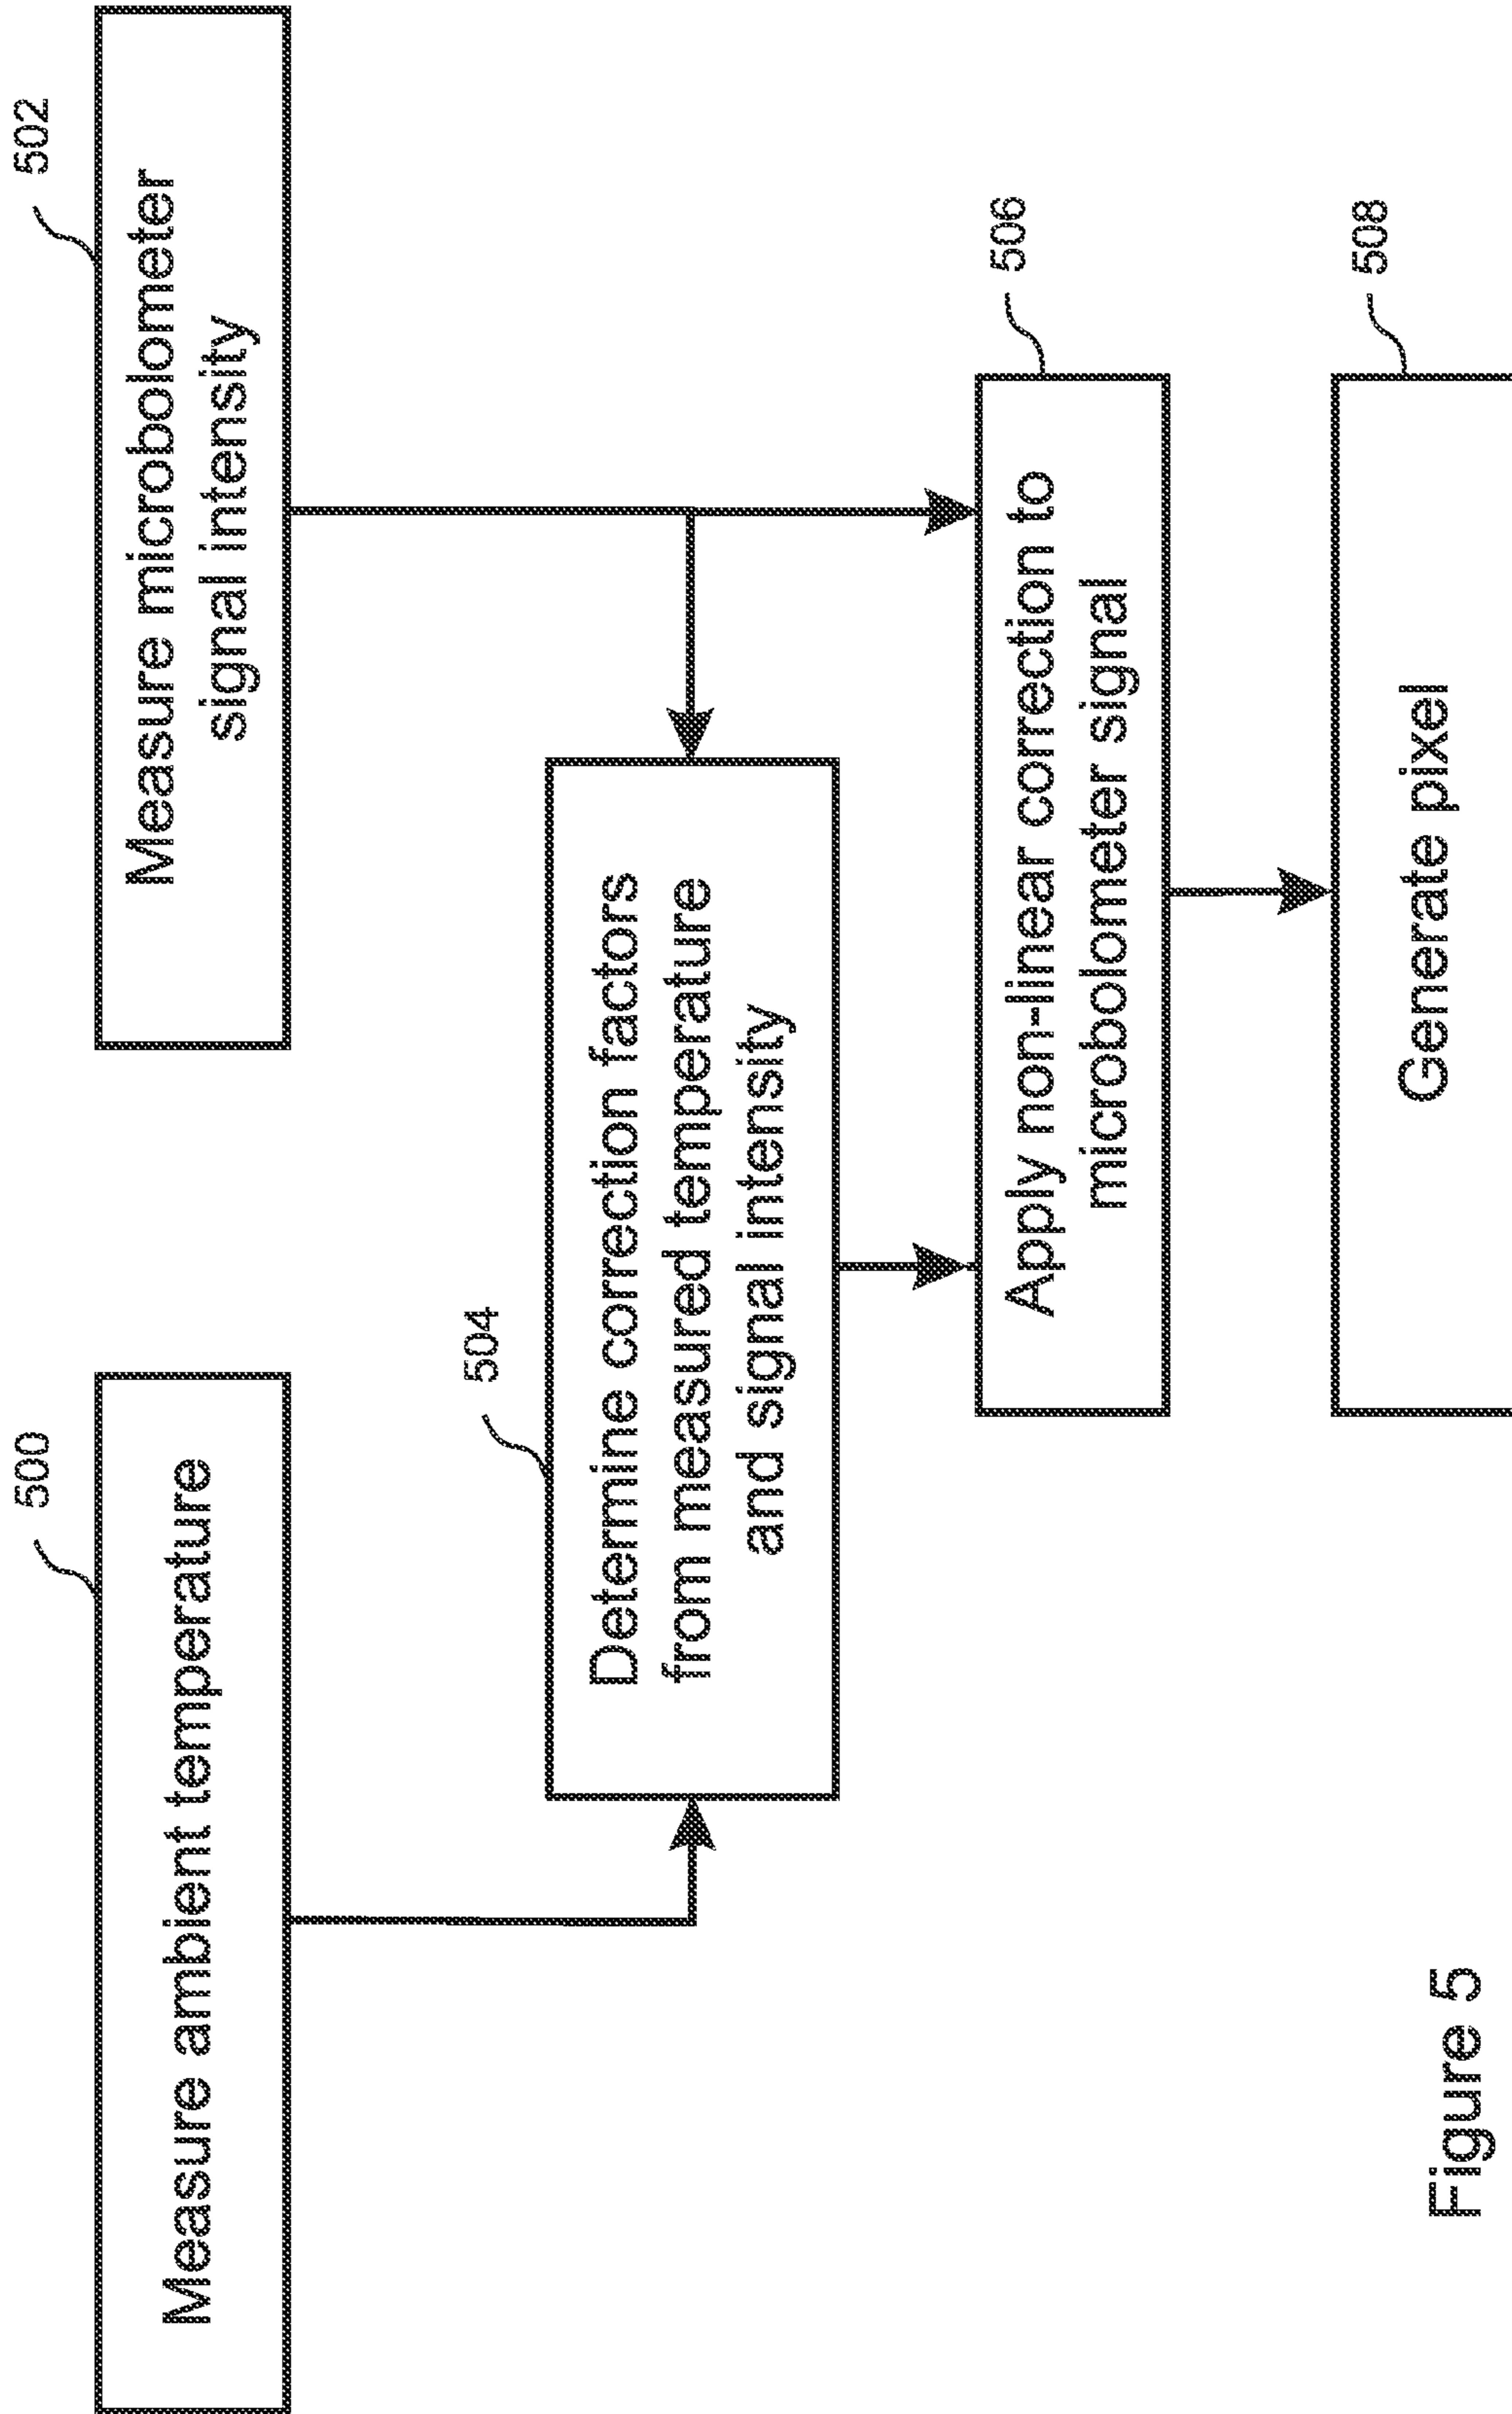 500
Measure ambient temperature
502
Measure microbolometer
signal intensity
504
Determine correction factors
from measured temperature
and signal intensity
506
Apply non-linear correction to
microbolometer signal
508
Generate pixel
Figure 5